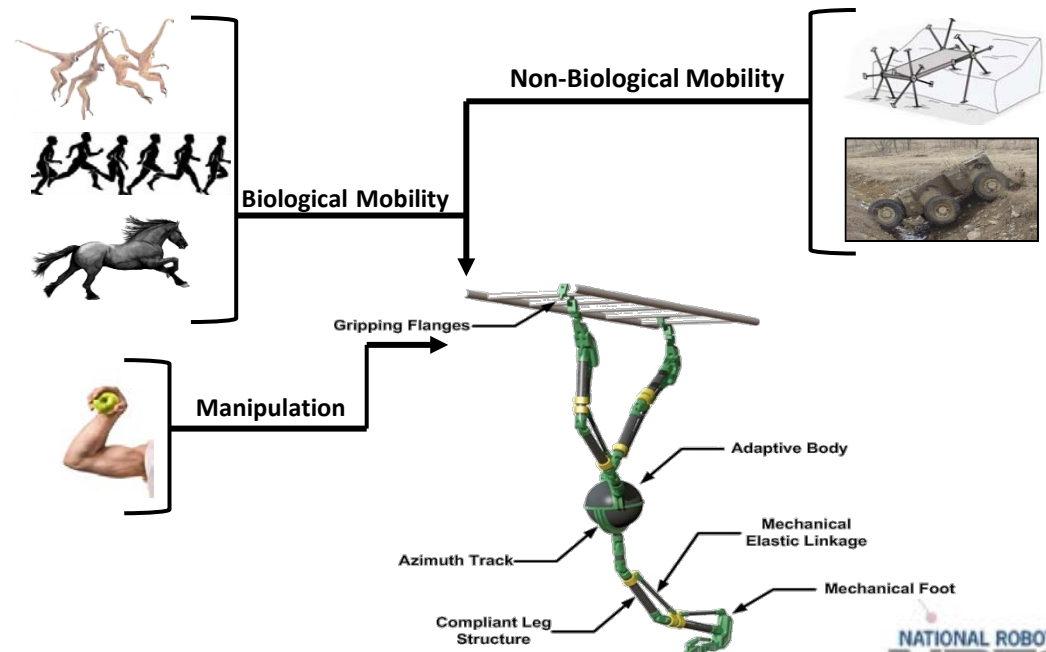 Non-Biological Mobility
Biological Mobility
Gripping Flanges
Manipulation
Adaptive Body
Mechanical
Elastic Linkage
Azimuth Track
Mechanical Foot
Compliant Leg
Structure
NATIONAL